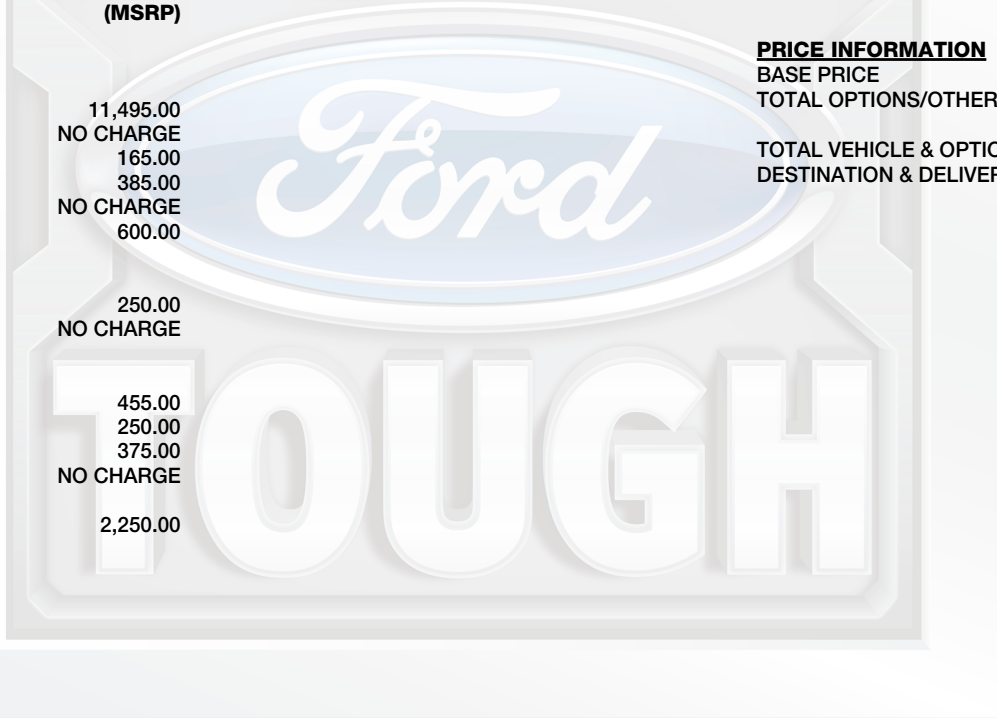 (MSRP)
11,495.00
NO CHARGE
165.00
385.00
NO CHARGE
600.00
250.00
NO CHARGE
455.00
250.00
375.00
NO CHARGE
2,250.00
PRICE INFORMATION
BASE PRICE
TOTAL OPTIONS/OTHER
TOTAL VEHICLE & OPTIO
DESTINATION & DELIVER
Ford
TOUGH